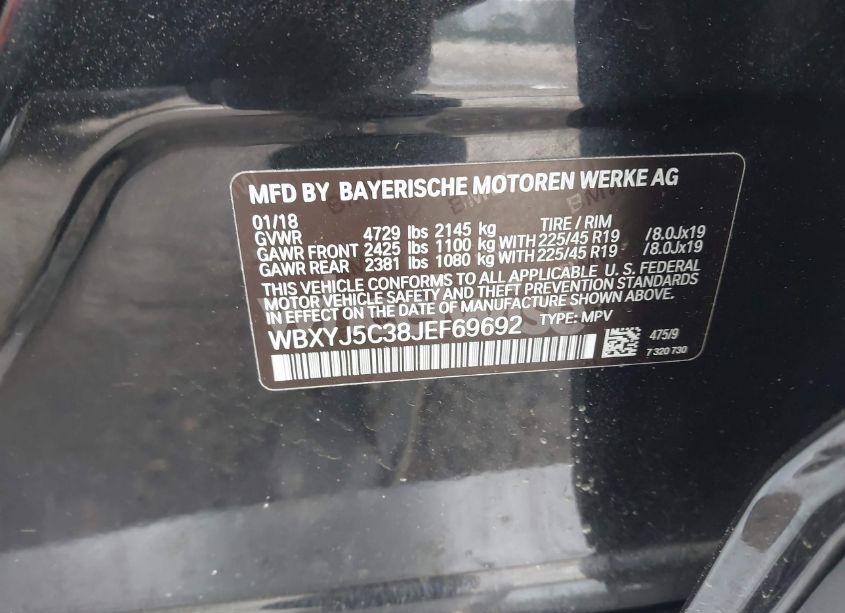 MFD BY BAYERISCHE MOTOREN WERKE AG
01/18 TIRE / RIM
GVWR 4729 lbs 2145 kg
GAWR FRONT 2425 lbs 1100 kg WITH 225/45 R19 /8.0Jx19
GAWR REAR 2381 lbs 1080 kg WITH 225/45 R19 /8.0Jx19
THIS VEHICLE CONFORMS TO ALL APPLICABLE U. S. FEDERAL
MOTOR VEHICLE SAFETY AND THEFT PREVENTION STANDARDS
IN EFFECT ON THE DATE OF MANUFACTURE SHOWN ABOVE.
WBXYJ5C38JEF69692 TYPE: MPV
475/9
7 320 730